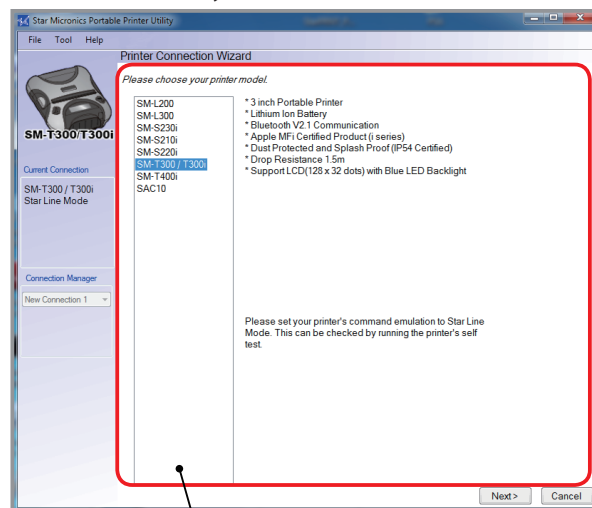 Star Micronics Portable Printer Utility
File Tool Help
Printer Connection Wizard
Please choose your printer model.
SM-T300/T300i
Current Connection
SM-T300 / T300i
Star Line Mode
Connection Manager
New Connection 1
SM-L200
SM-L300
SM-S230i
SM-S210i
SM-S220i
SM-T300 / T300i
SM-T400i
SAC10
* 3 inch Portable Printer
* Lithium Ion Battery
* Bluetooth V2.1 Communication
* Apple MFi Certified Product (i series)
* Dust Protected and Splash Proof (IP54 Certified)
* Drop Resistance 1.5m
* Support LCD(128 x 32 dots) with Blue LED Backlight
Please set your printer's command emulation to Star Line
Mode. This can be checked by running the printer's self
test.
Next > Cancel